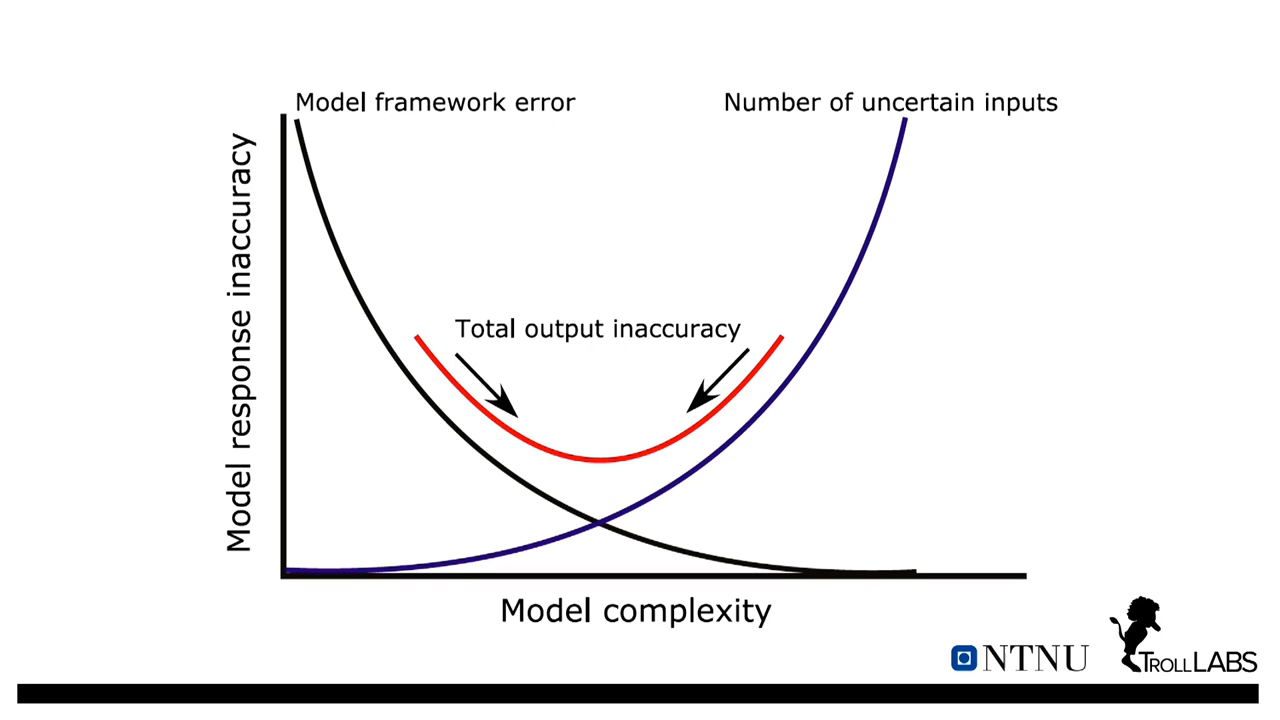 Model framework error
Number of uncertain inputs
Model response inaccuracy
Total output inaccuracy
Model complexity
NTNU
TROLLLABS